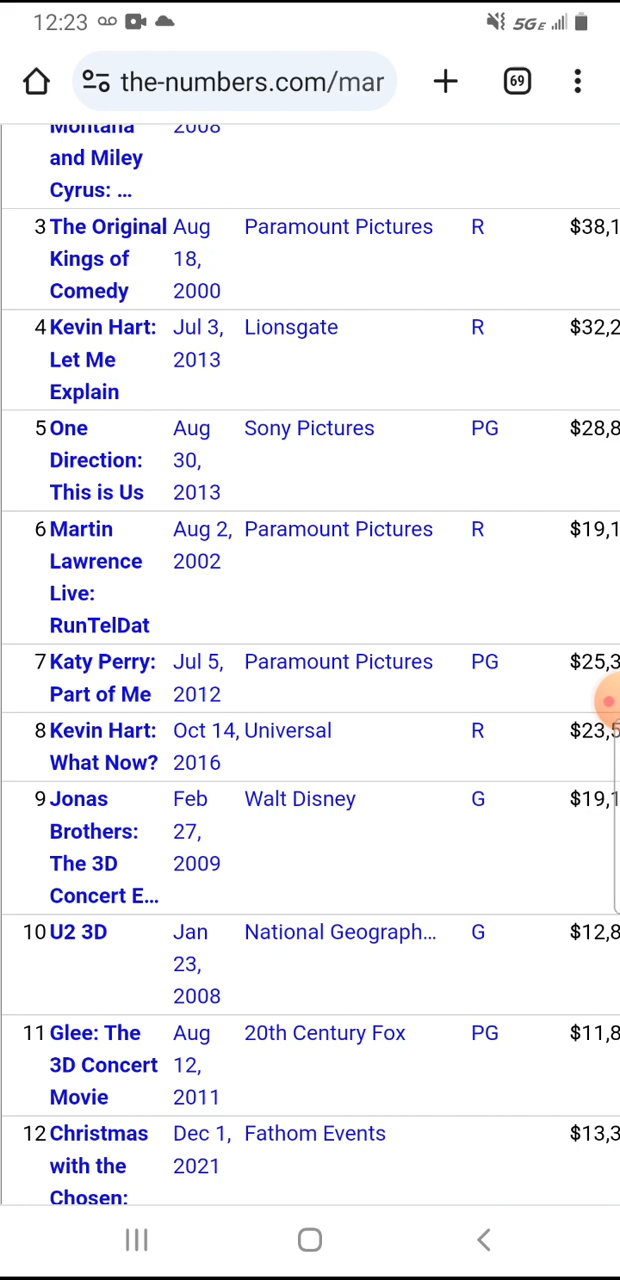 12:23 5GE
the-numbers.com/mar 69
Montana 2008
and Miley
Cyrus: ...
3 The Original Aug Paramount Pictures R $38,1
Kings of 18,
Comedy 2000
4 Kevin Hart: Jul 3, Lionsgate R $32,2
Let Me 2013
Explain
5 One Aug Sony Pictures PG $28,8
Direction: 30,
This is Us 2013
6 Martin Aug 2, Paramount Pictures R $19,1
Lawrence 2002
Live:
RunTelDat
7 Katy Perry: Jul 5, Paramount Pictures PG $25,3
Part of Me 2012
8 Kevin Hart: Oct 14, Universal R $23,5
What Now? 2016
9 Jonas Feb Walt Disney G $19,1
Brothers: 27,
The 3D 2009
Concert E...
10 U2 3D Jan National Geograph... G $12,8
23,
2008
11 Glee: The Aug 20th Century Fox PG $11,8
3D Concert 12,
Movie 2011
12 Christmas Dec 1, Fathom Events $13,3
with the 2021
Chosen: